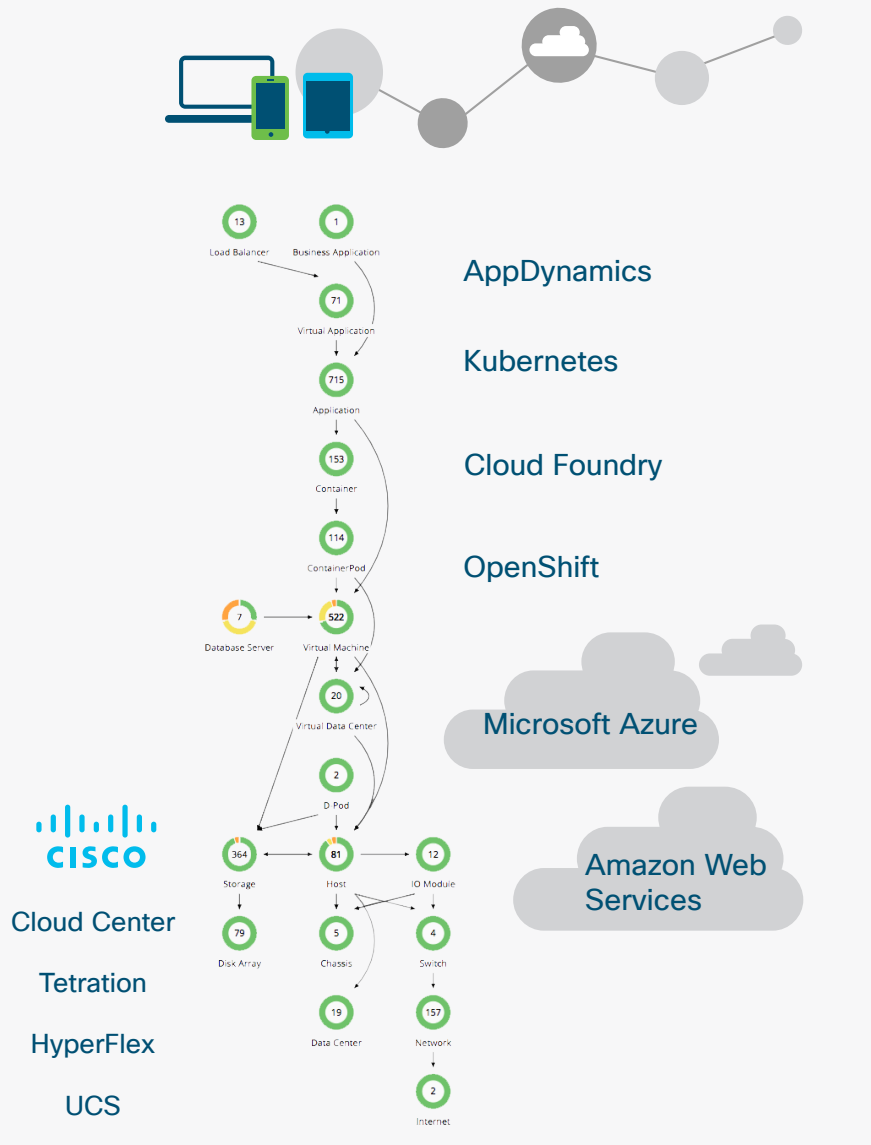 13
1
Load Balancer
Business Application
AppDynamics
71
Virtual Application
Kubernetes
715
Application
153
Container
Cloud Foundry
114
ContainerPod
OpenShift
7
522
Database Server
Virtual Machine
20
Virtual Data Center
Microsoft Azure
2
D Pod
364
81
12
Storage
Host
IO Module
CISCO
Amazon Web
Services
Cloud Center
79
5
4
Disk Array
Chassis
Switch
Tetration
19
157
Data Center
Network
HyperFlex
2
Internet
UCS